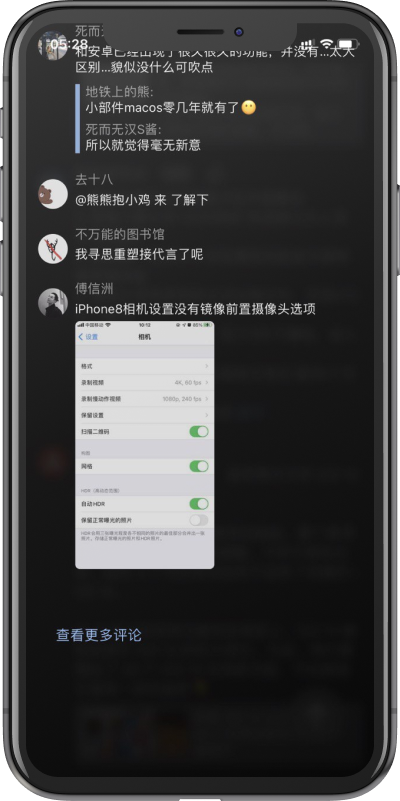 05:28
死而无
和安卓已经出现了很久很久的功能，并没有...太大
区别...貌似没什么可吹点
地铁上的熊:
小部件macos零几年就有了😶
死而无汉S酱:
所以就觉得毫无新意
去十八
@熊熊抱小鸡 来 了解下
不万能的图书馆
我寻思重塑接代言了呢
傅信洲
iPhone8相机设置没有镜像前置摄像头选项
中国移动 10:12 86%
设置 相机
格式
录制视频 4K, 60 fps
录制慢动作视频 1080p, 240 fps
保留设置
扫描二维码
构图
网格
HDR（高动态范围）
自动HDR
保留正常曝光的照片
查看更多评论